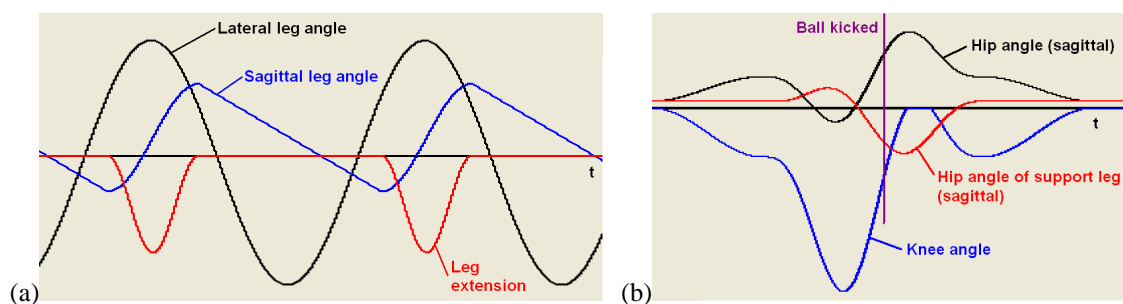 Lateral leg angle
Sagittal leg angle
t
Leg
extension
(a)
Ball kicked
Hip angle (sagittal)
t
Hip angle of support leg
(sagittal)
Knee angle
(b)